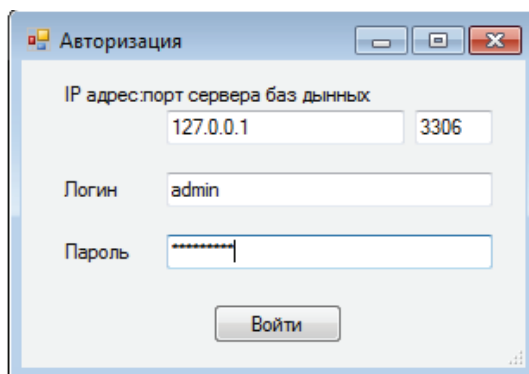 Авторизация
IP адрес:порт сервера баз дынных
127.0.0.1 3306
Логин admin
Пароль *********
Войти